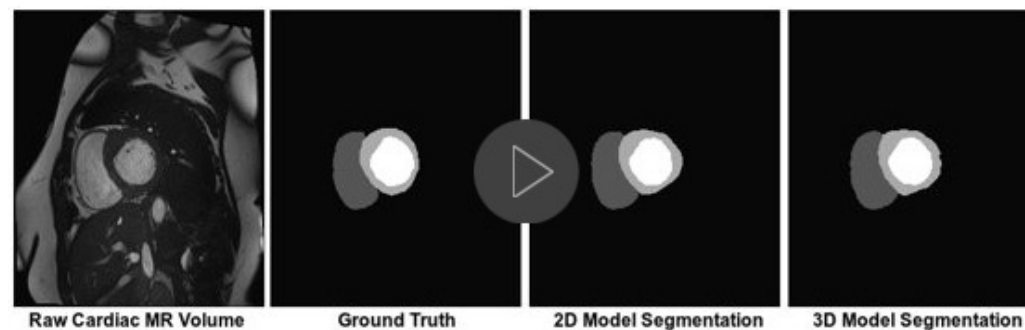 Raw Cardiac MR Volume
Ground Truth
2D Model Segmentation
3D Model Segmentation